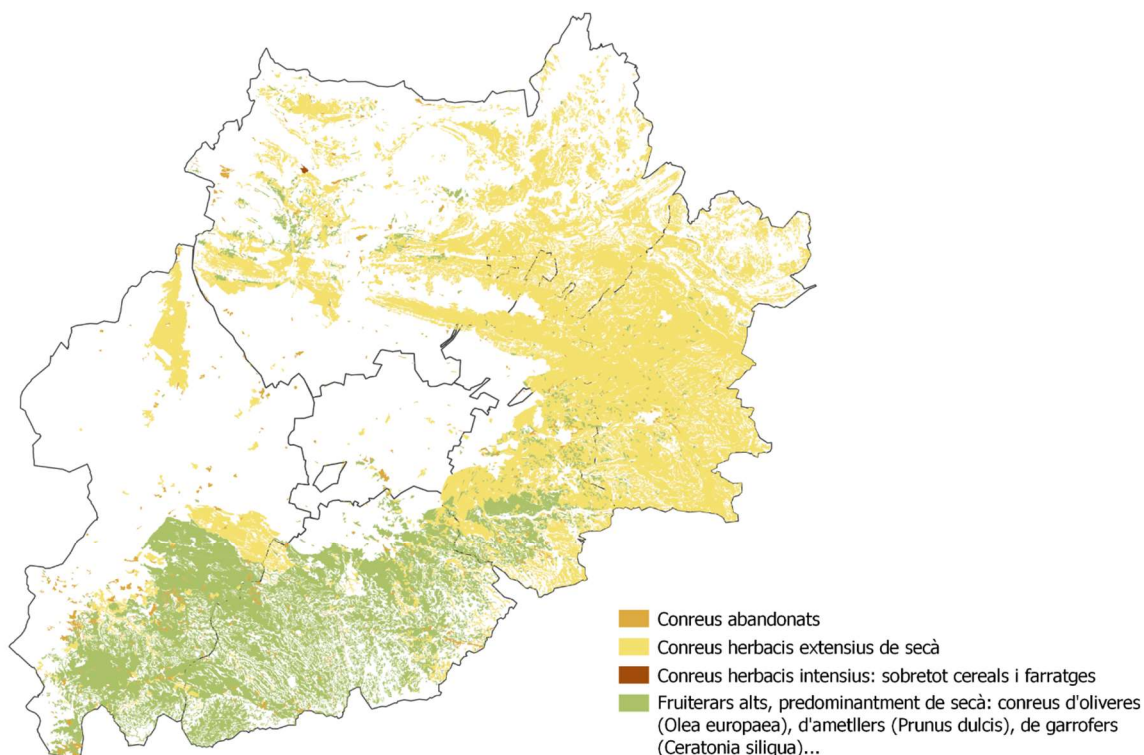 Conreus abandonats
Conreus herbacis extensius de secà
Conreus herbacis intensius: sobretot cereals i farratges
Fruiterars alts, predominantment de secà: conreus d'oliveres
(Olea europaea), d'ametllers (Prunus dulcis), de garrofers
(Ceratonia siliqua)...